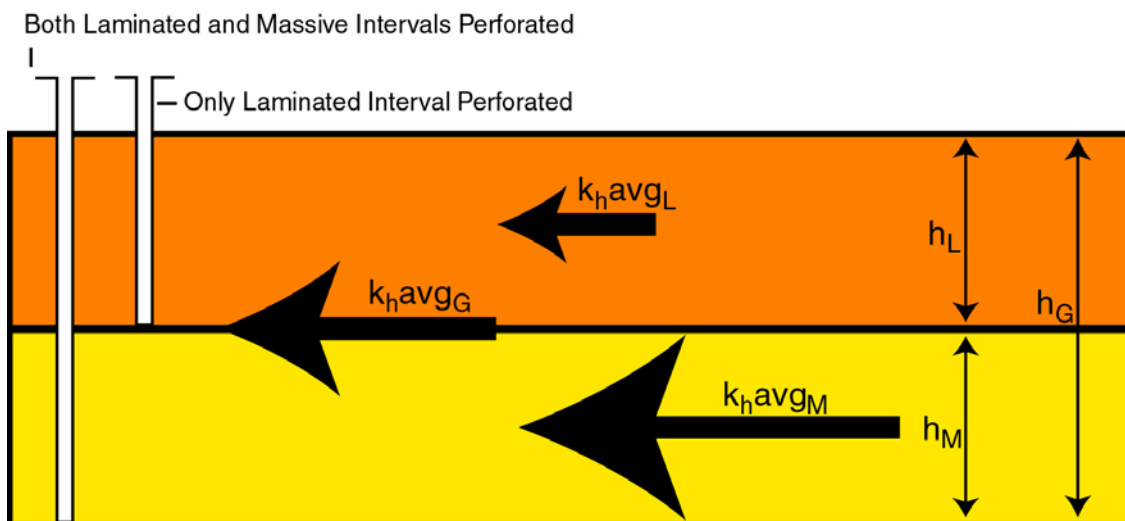 Both Laminated and Massive Intervals Perforated
Only Laminated Interval Perforated
khavgL
hL
khavgG
hG
khavgM
hM